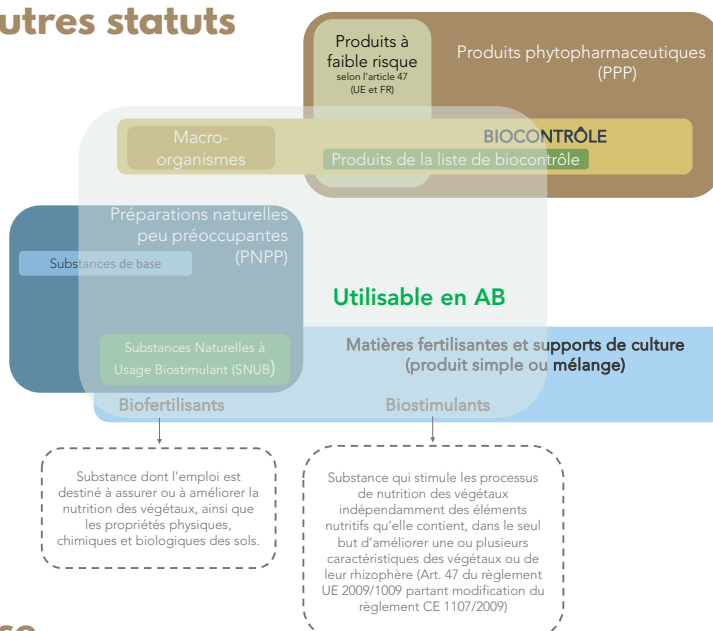 utres statuts
Produits à
faible risque
selon l'article 47
(UE et FR)
Produits phytopharmaceutiques
(PPP)
BIOCONTRÔLE
Macro-
organismes
Produits de la liste de biocontrôle
Préparations naturelles
peu préoccupantes
(PNPP)
Substances de base
Utilisable en AB
Substances Naturelles à
Usage Biostimulant (SNUB)
Matières fertilisantes et supports de culture
(produit simple ou mélange)
Biofertilisants
Biostimulants
Substance dont l'emploi est
destiné à assurer ou à améliorer la
nutrition des végétaux, ainsi que
les propriétés physiques,
chimiques et biologiques des sols.
Substance qui stimule les processus
de nutrition des végétaux
indépendamment des éléments
nutritifs qu'elle contient, dans le seul
but d'améliorer une ou plusieurs
caractéristiques des végétaux ou de
leur rhizophère (Art. 47 du règlement
UE 2009/1009 partant modification du
règlement CE 1107/2009)